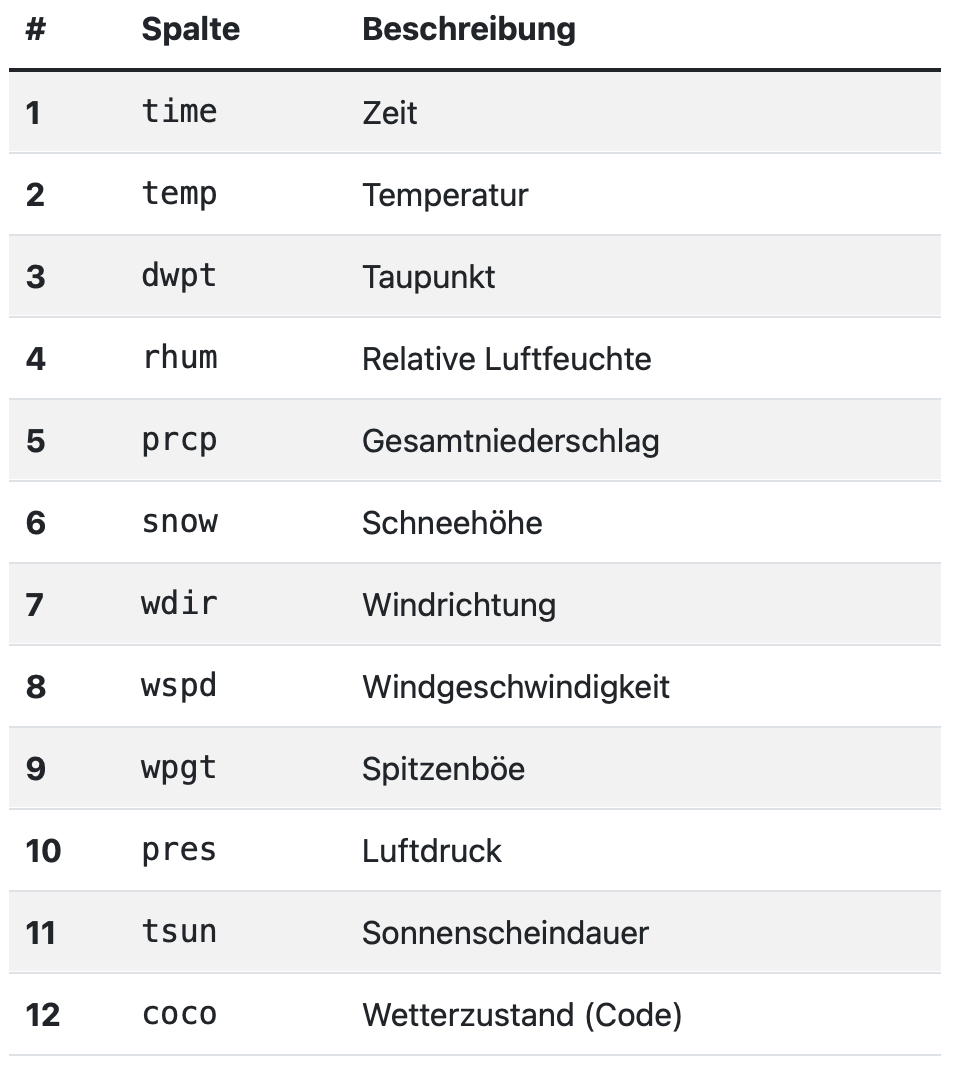 # Spalte Beschreibung
1 time Zeit
2 temp Temperatur
3 dwpt Taupunkt
4 rhum Relative Luftfeuchte
5 prcp Gesamtniederschlag
6 snow Schneehöhe
7 wdir Windrichtung
8 wspd Windgeschwindigkeit
9 wpgt Spitzenböe
10 pres Luftdruck
11 tsun Sonnenscheindauer
12 coco Wetterzustand (Code)